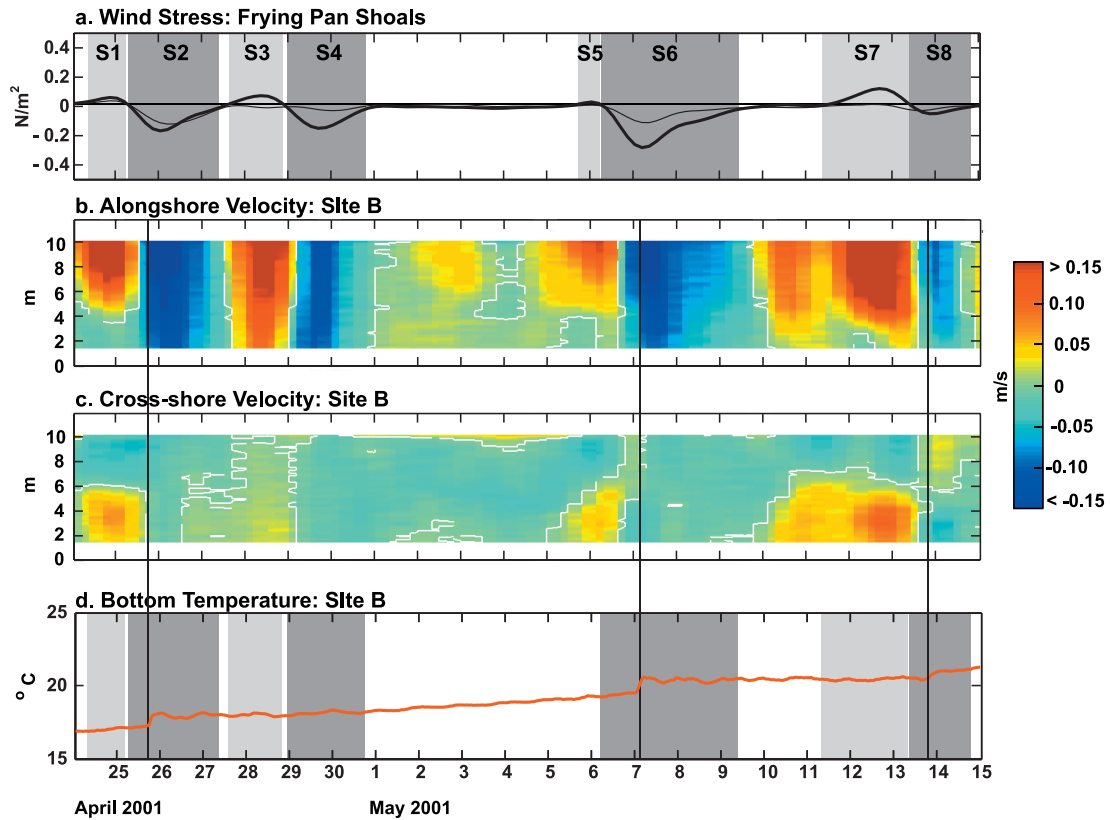 a. Wind Stress: Frying Pan Shoals
S1 S2 S3 S4 S5 S6 S7 S8
0.4
0.2
0
- 0.2
- 0.4
N/m²
b. Alongshore Velocity: SIte B
10
8
6
4
2
0
m
c. Cross-shore Velocity: SIte B
10
8
6
4
2
0
m
> 0.15
0.10
0.05
0
-0.05
-0.10
< -0.15
m/s
d. Bottom Temperature: SIte B
25
20
15
° C
25 26 27 28 29 30 1 2 3 4 5 6 7 8 9 10 11 12 13 14 15
April 2001 May 2001